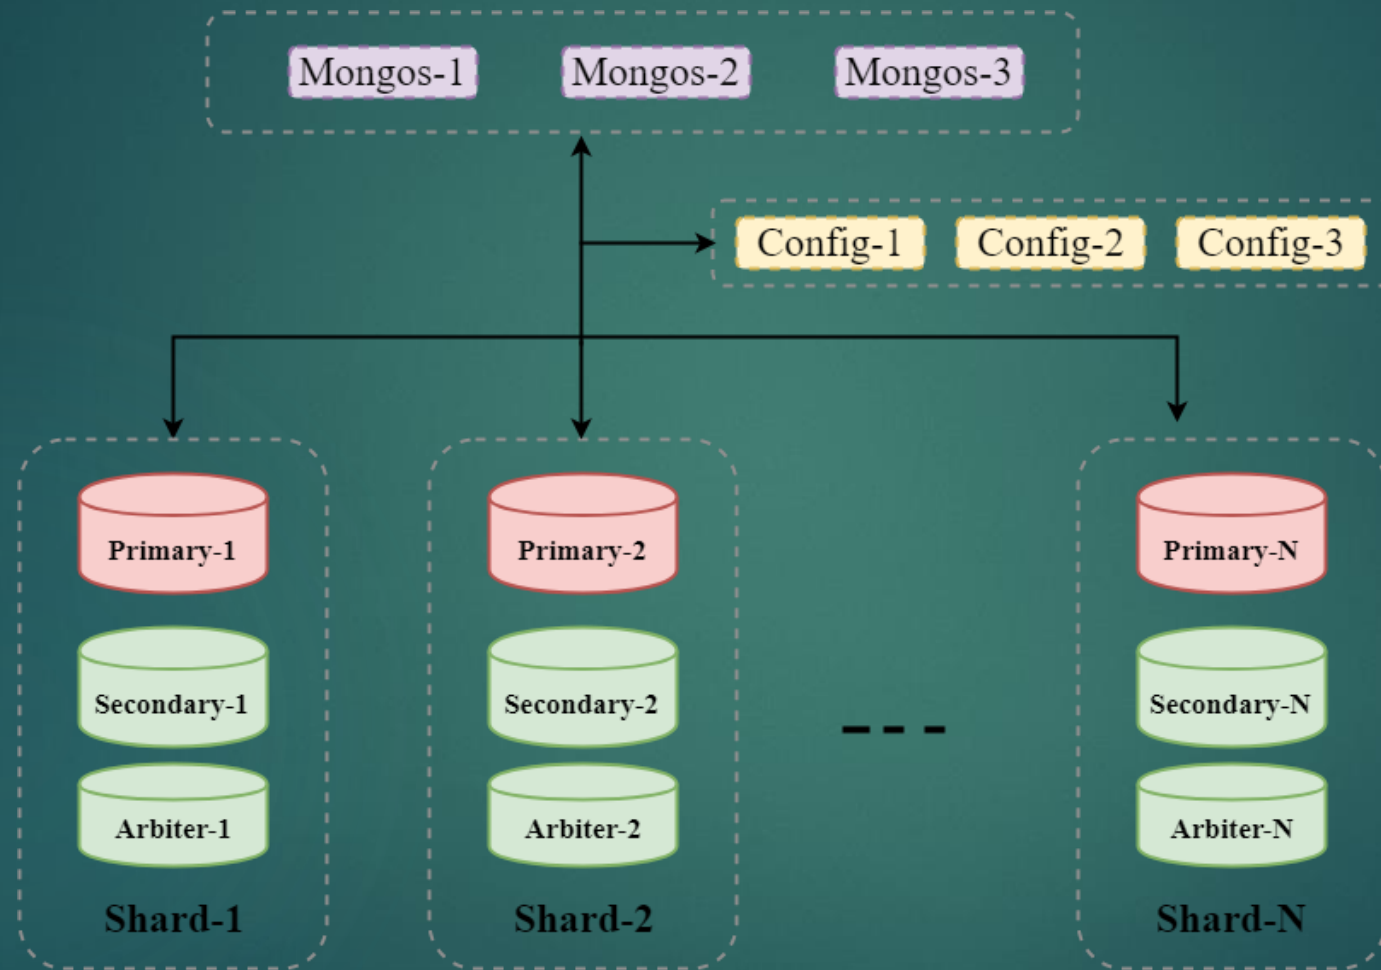 Mongos-1
Mongos-2
Mongos-3
Config-1
Config-2
Config-3
Primary-1
Primary-2
Primary-N
Secondary-1
Secondary-2
Secondary-N
Arbiter-1
Arbiter-2
Arbiter-N
Shard-1
Shard-2
Shard-N